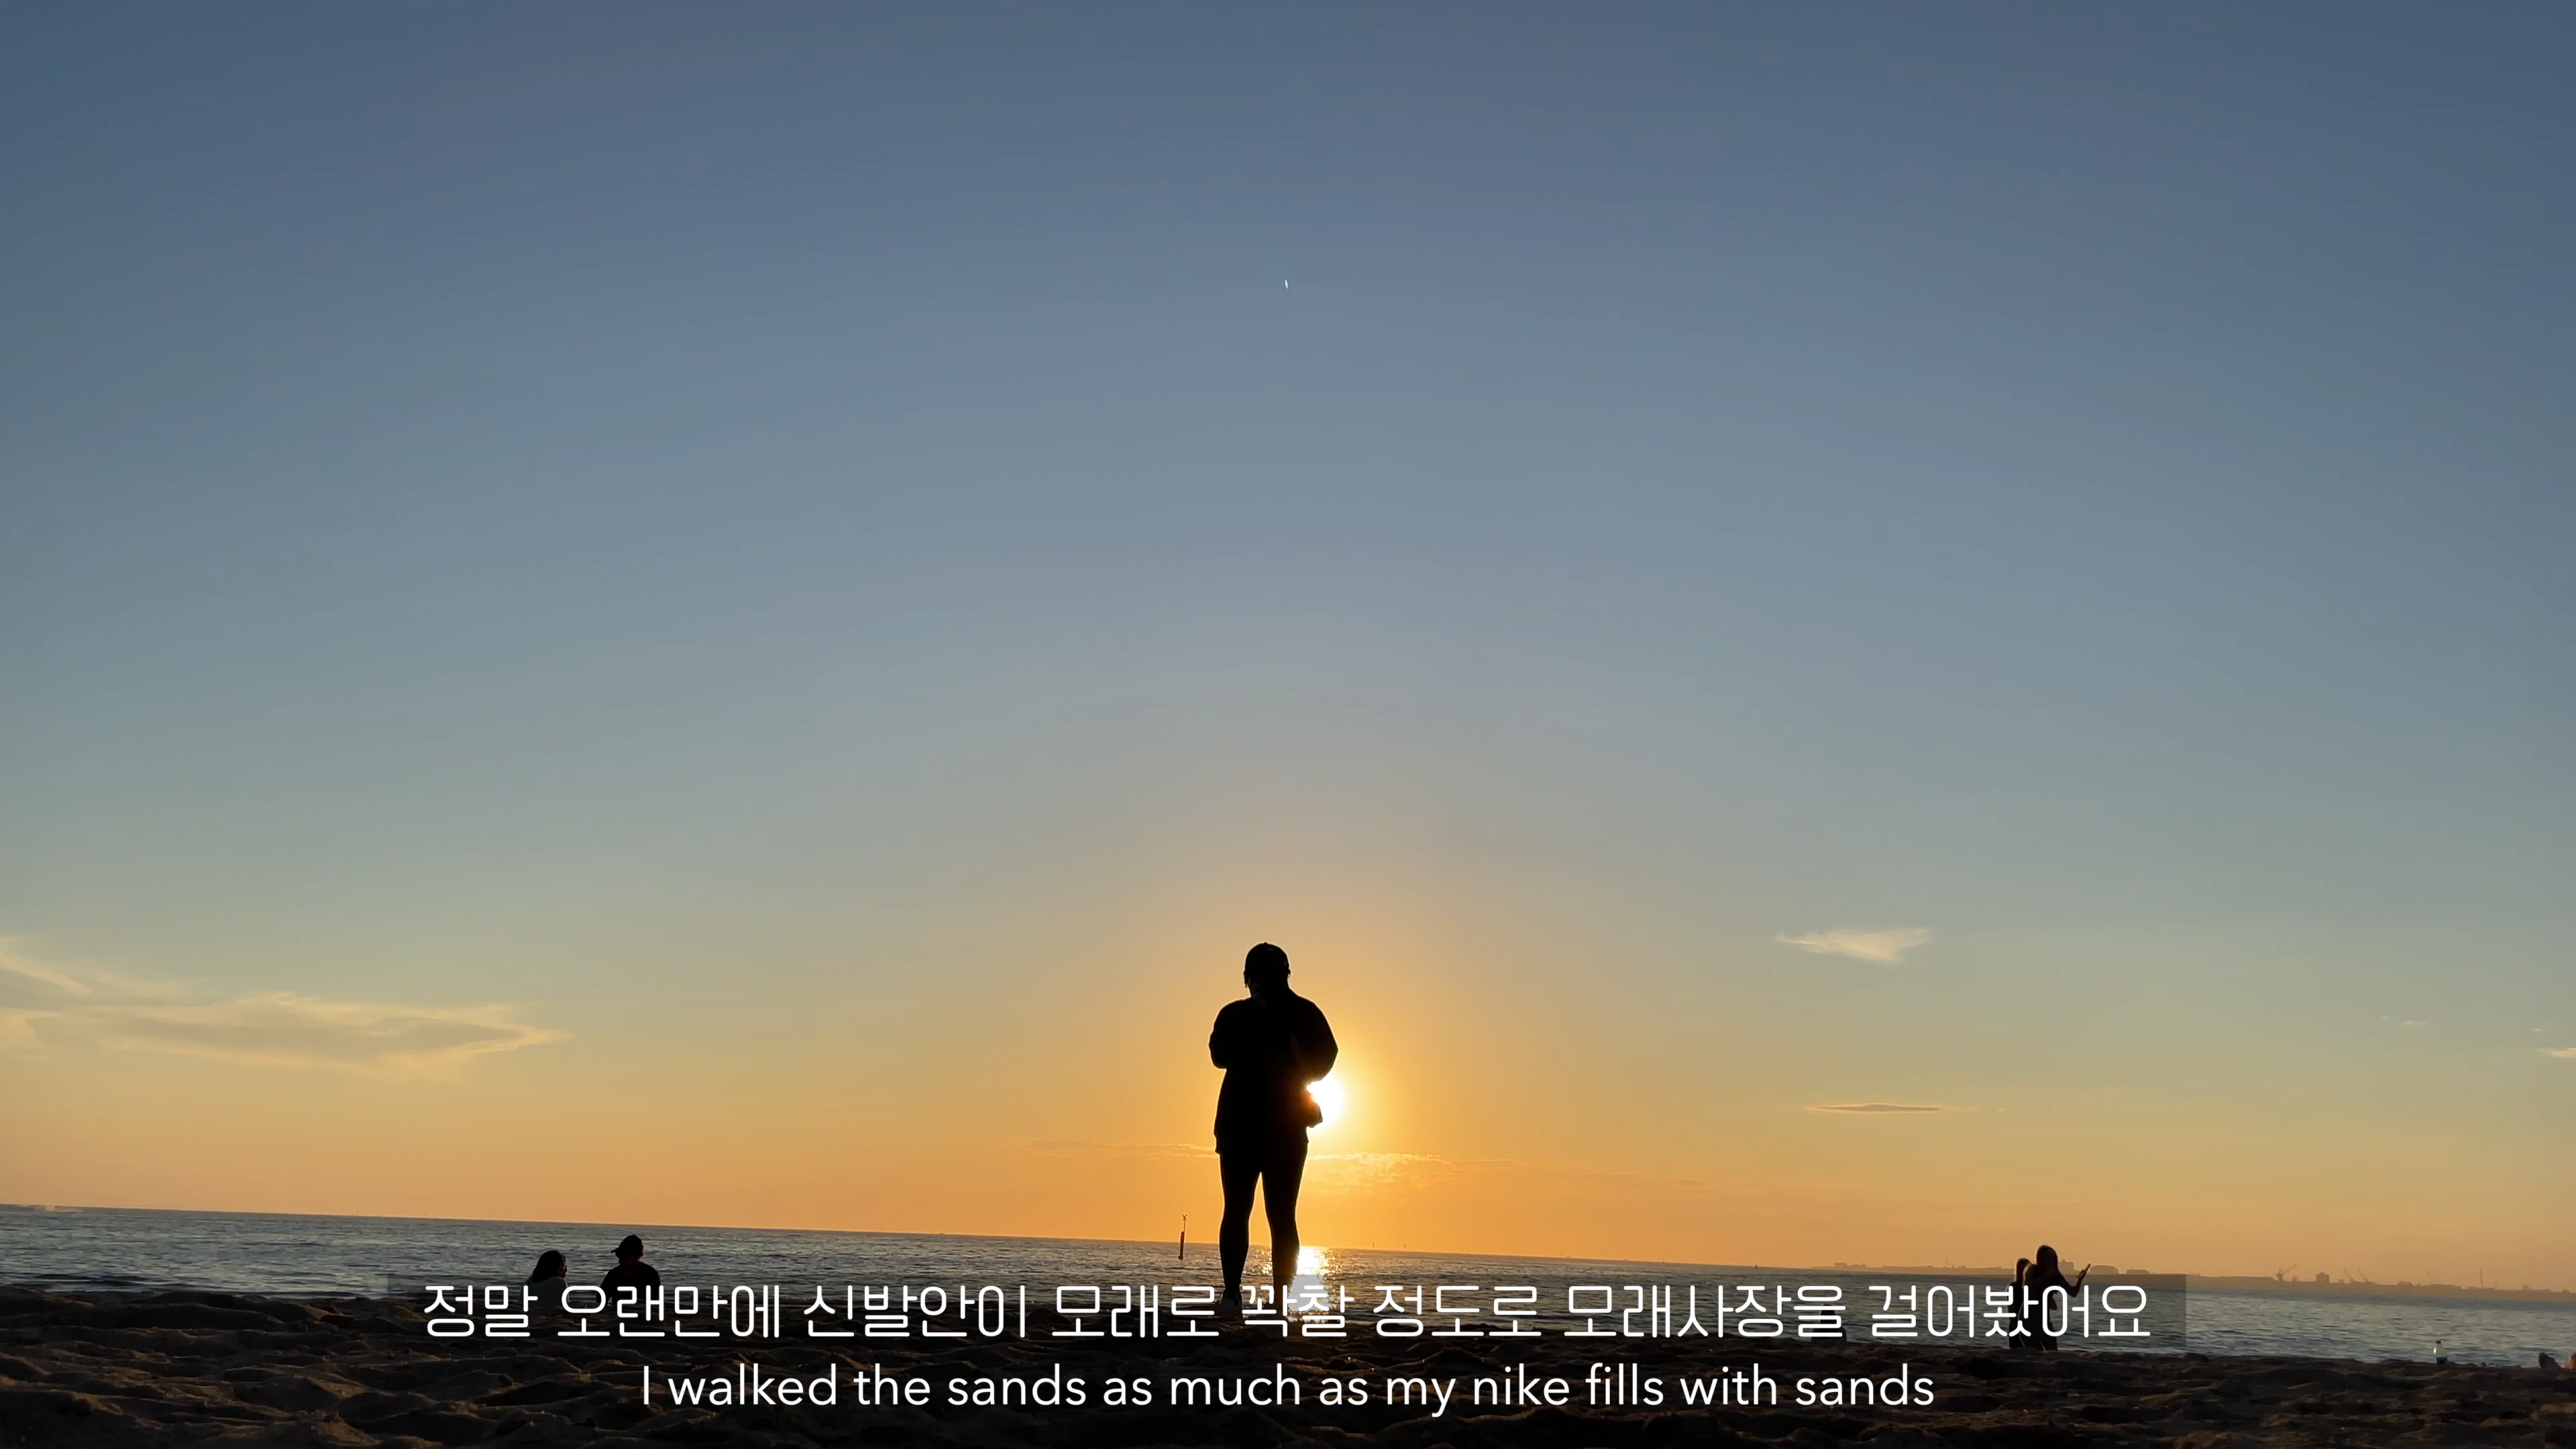 정말 오랜만에 신발안이 모래로 꽉찰 정도로 모래사장을 걸어봤어요
I walked the sands as much as my nike fills with sands